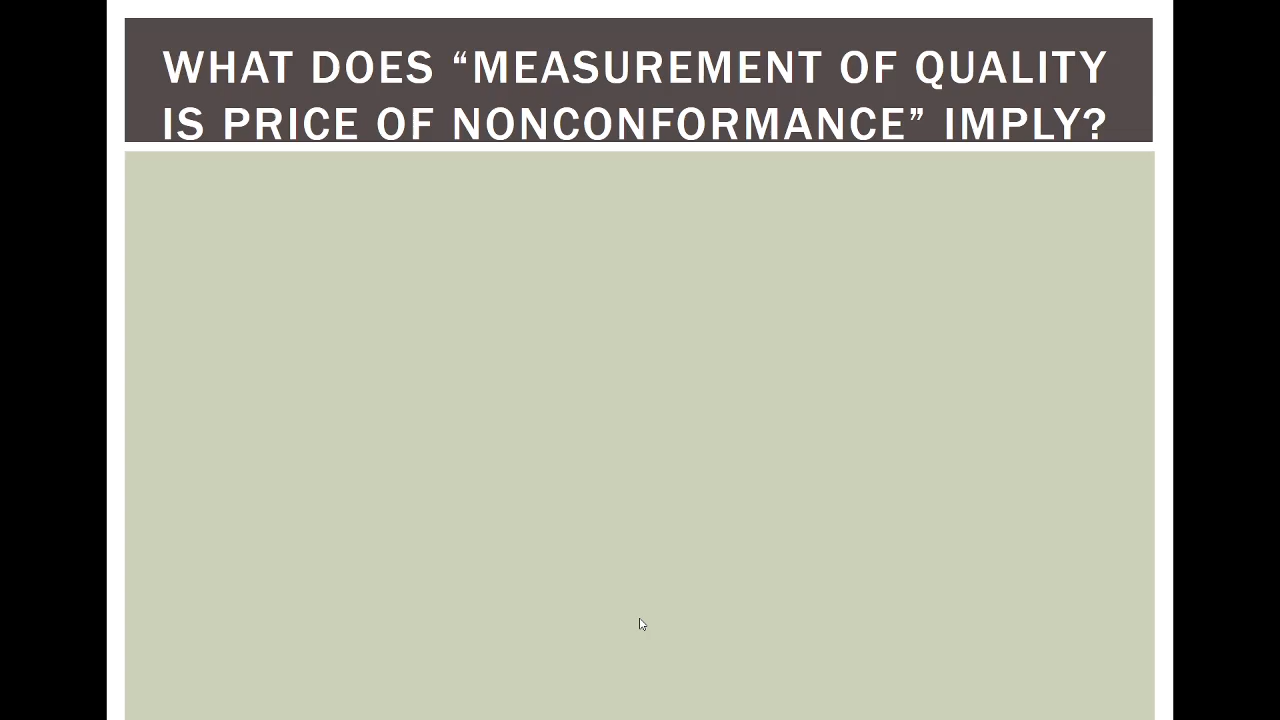 WHAT DOES “MEASUREMENT OF QUALITY
IS PRICE OF NONCONFORMANCE” IMPLY?